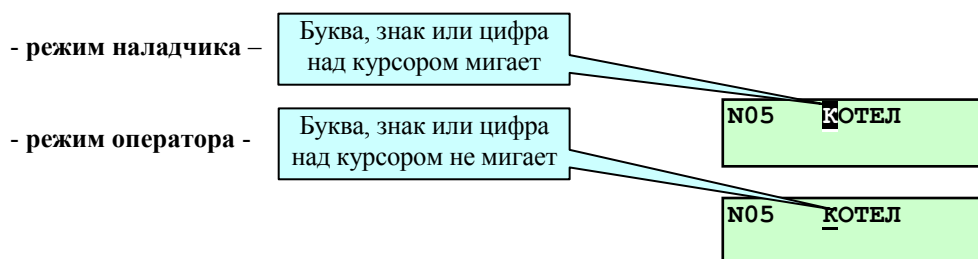 - режим наладчика –
Буква, знак или цифра
над курсором мигает
N05 КОТЕЛ
- режим оператора -
Буква, знак или цифра
над курсором не мигает
N05 КОТЕЛ